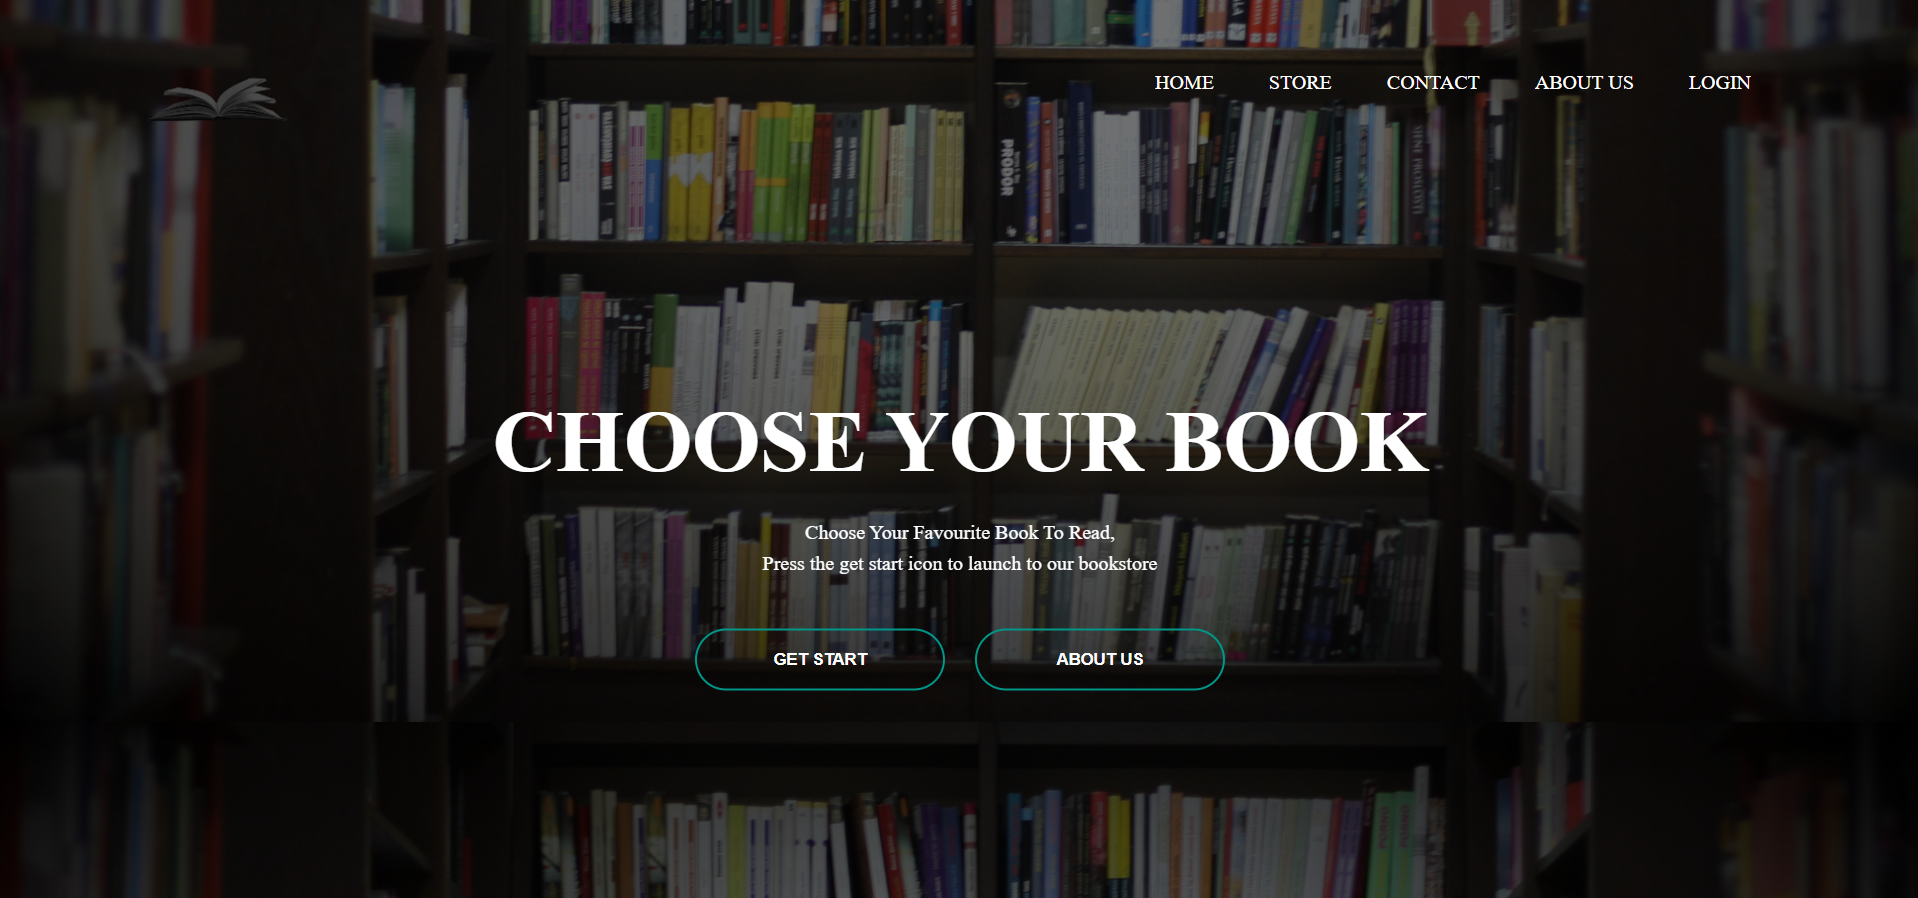 HOME STORE CONTACT ABOUT US LOGIN
PRODOR
CHOOSE YOUR BOOK
Choose Your Favourite Book To Read,
Press the get start icon to launch to our bookstore
GET START ABOUT US